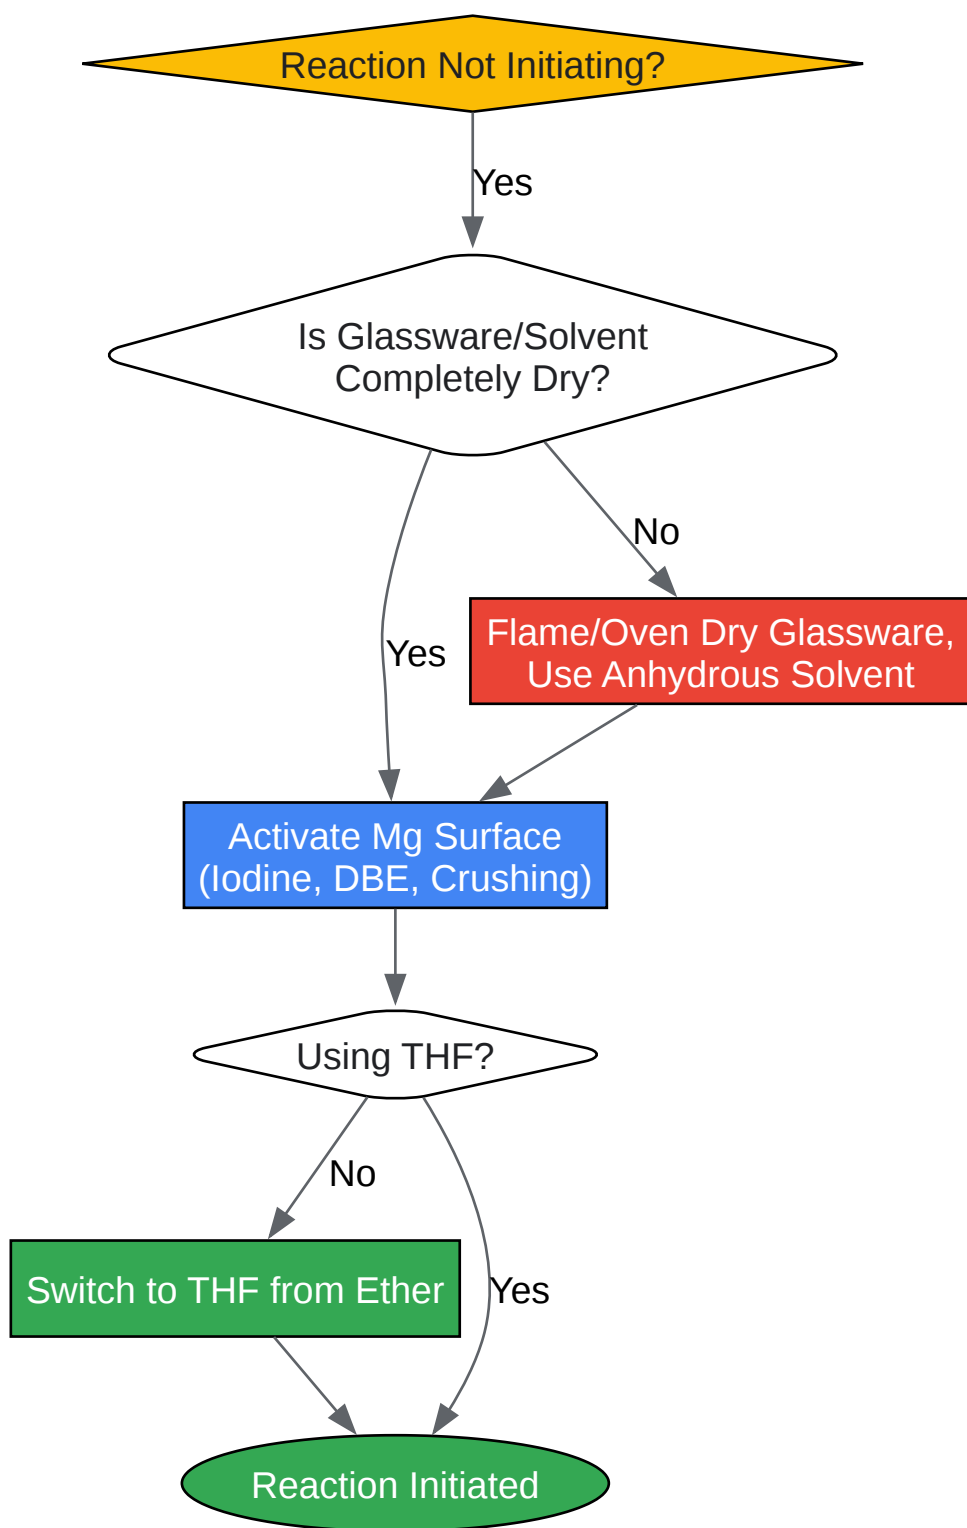 Reaction Not Initiating?
Yes
Is Glassware/Solvent
Completely Dry?
No
Flame/Oven Dry Glassware,
Use Anhydrous Solvent
Yes
Activate Mg Surface
(Iodine, DBE, Crushing)
Using THF?
No
Switch to THF from Ether
Yes
Reaction Initiated